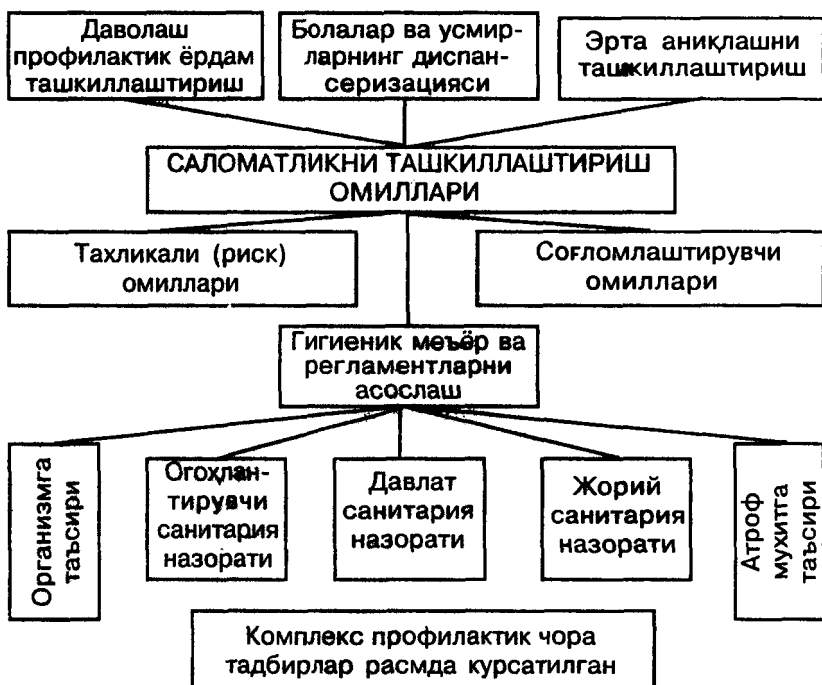 Даволаш
профилактик ёрдам
ташкиллаштириш
Болалар ва усмир-
ларнинг диспан-
серизацияси
Эрта аниқлашни
ташкиллаштириш
САЛОМАТЛИКНИ ТАШКИЛЛАШТИРИШ
ОМИЛЛАРИ
Тахликали (риск)
омиллари
Соғломлаштирувчи
омиллари
Гигиеник меъёр ва
регламентларни
асослаш
Организмга
таъсири
Огоҳлан-
тирувчи
санитария
назорати
Давлат
санитария
назорати
Жорий
санитария
назорати
Атроф
мухитга
таъсири
Комплекс профилактик чора
тадбирлар расмда курсатилган